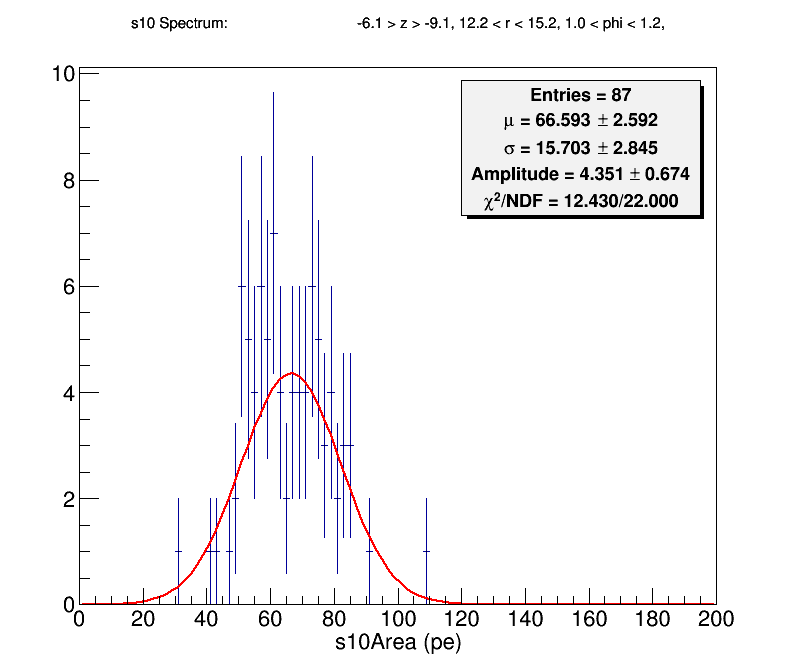 s10 Spectrum: -6.1 > z > -9.1, 12.2 < r < 15.2, 1.0 < phi < 1.2,
Entries = 87
μ = 66.593 ± 2.592
σ = 15.703 ± 2.845
Amplitude = 4.351 ± 0.674
χ²/NDF = 12.430/22.000
10
8
6
4
2
0
0 20 40 60 80 100 120 140 160 180 200
s10Area (pe)